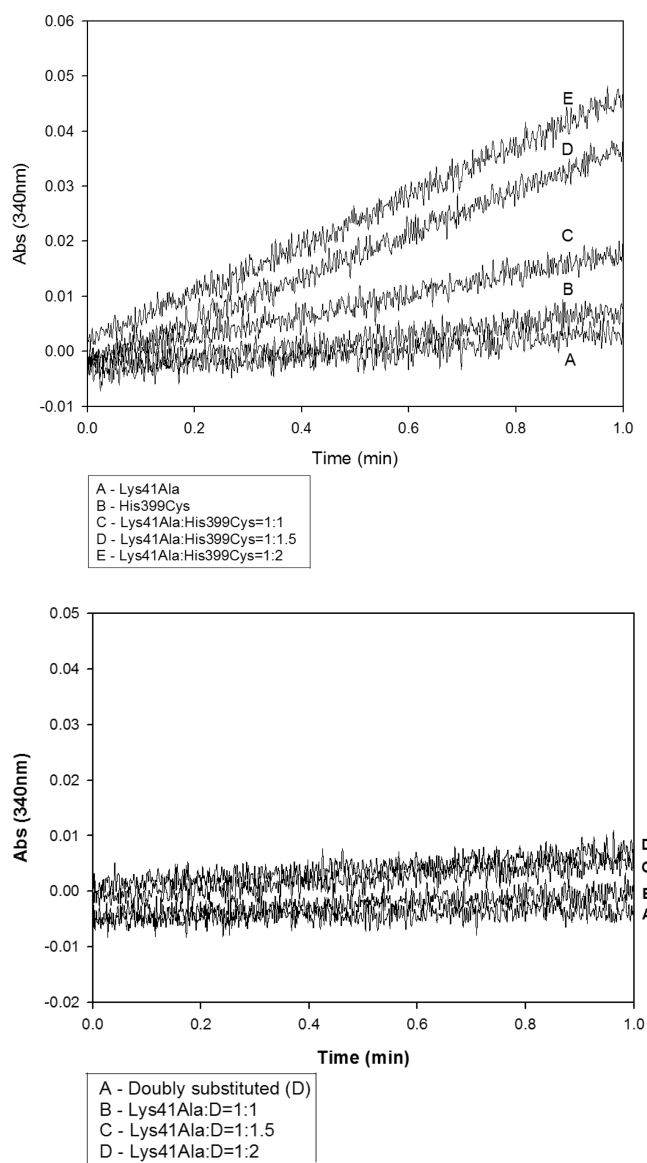 0.06
0.05
0.04
0.03
0.02
0.01
0.00
-0.01
Abs (340nm)
E
D
C
B
A
0.0 0.2 0.4 0.6 0.8 1.0
Time (min)
A - Lys41Ala
B - His399Cys
C - Lys41Ala:His399Cys=1:1
D - Lys41Ala:His399Cys=1:1.5
E - Lys41Ala:His399Cys=1:2
0.05
0.04
0.03
0.02
0.01
0.00
-0.01
-0.02
Abs (340nm)
D
C
B
A
0.0 0.2 0.4 0.6 0.8 1.0
Time (min)
A - Doubly substituted (D)
B - Lys41Ala:D=1:1
C - Lys41Ala:D=1:1.5
D - Lys41Ala:D=1:2